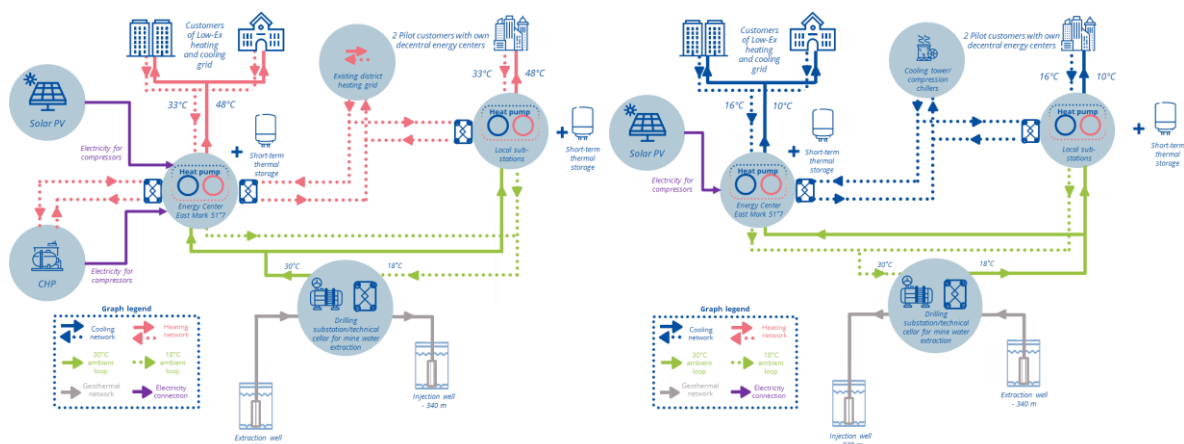 Customers
of Low-Ex
heating
and cooling
grid
2 Pilot customers with own
decentral energy centers
Existing district
heating grid
33°C
48°C
33°C
48°C
Solar PV
Electricity for
compressors
+
Short-term
thermal
storage
Heat pump
Energy Center
East Mark 51°7
Heat pump
Local sub-
stations
+
Short-term
thermal
storage
CHP
Electricity for
compressors
30°C
18°C
Drilling
substation/technical
cellar for mine water
extraction
Graph legend
Cooling
network
Heating
network
30°C
ambient
loop
18°C
ambient
loop
Geothermal
network
Electricity
connection
Injection well
- 340 m
Extraction well
Customers
of Low-Ex
heating
and cooling
grid
2 Pilot customers with own
decentral energy centers
Cooling tower/
compression
chillers
16°C
10°C
16°C
10°C
Solar PV
Electricity for
compressors
+
Short-term
thermal
storage
Heat pump
Energy Center
East Mark 51°7
Heat pump
Local sub-
stations
+
Short-term
thermal
storage
30°C
18°C
Drilling
substation/technical
cellar for mine water
extraction
Graph legend
Cooling
network
Heating
network
30°C
ambient
loop
18°C
ambient
loop
Geothermal
network
Electricity
connection
Extraction well
- 340 m
Injection well